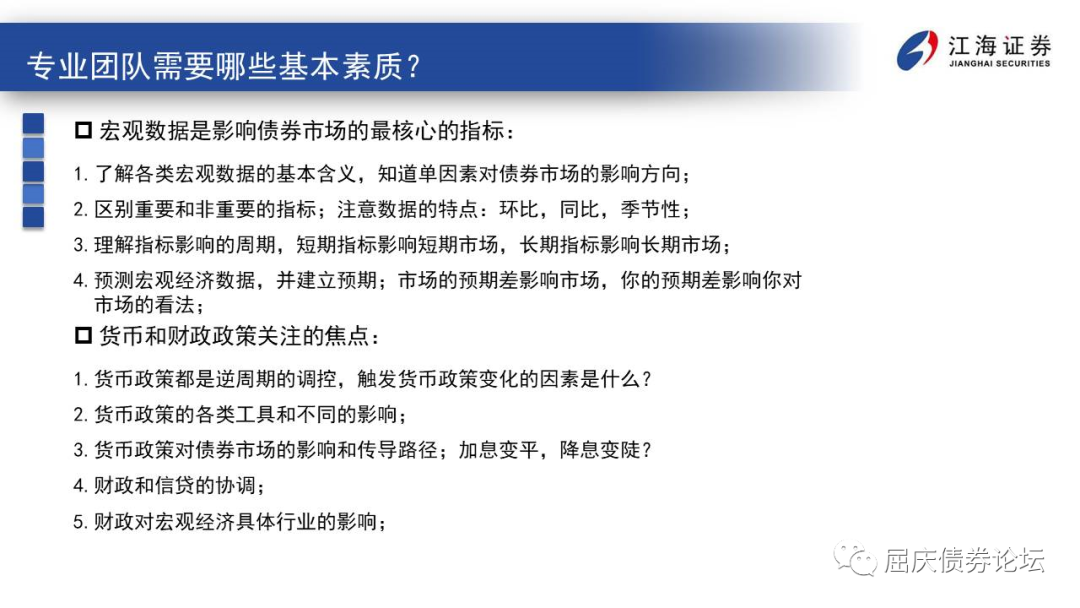 专业团队需要哪些基本素质？
江海证券
JIANGHAI SECURITIES
宏观数据是影响债券市场的最核心的指标：
1. 了解各类宏观数据的基本含义，知道单因素对债券市场的影响方向；
2. 区别重要和非重要的指标；注意数据的特点：环比，同比，季节性；
3. 理解指标影响的周期，短期指标影响短期市场，长期指标影响长期市场；
4. 预测宏观经济数据，并建立预期；市场的预期差影响市场，你的预期差影响你对
市场的看法；
货币和财政政策关注的焦点：
1. 货币政策都是逆周期的调控，触发货币政策变化的因素是什么？
2. 货币政策的各类工具和不同的影响；
3. 货币政策对债券市场的影响和传导路径；加息变平，降息变陡？
4. 财政和信贷的协调；
5. 财政对宏观经济具体行业的影响；
屈庆债券论坛